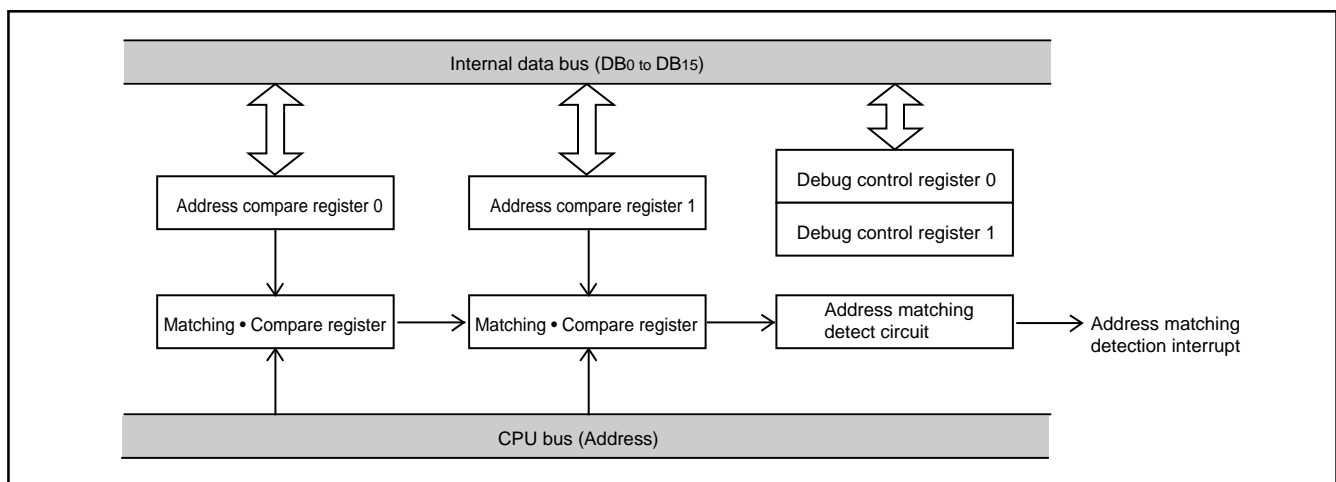 Internal data bus (DB0 to DB15)
Address compare register 0
Address compare register 1
Debug control register 0
Debug control register 1
Matching • Compare register
Matching • Compare register
Address matching
detect circuit
Address matching
detection interrupt
CPU bus (Address)